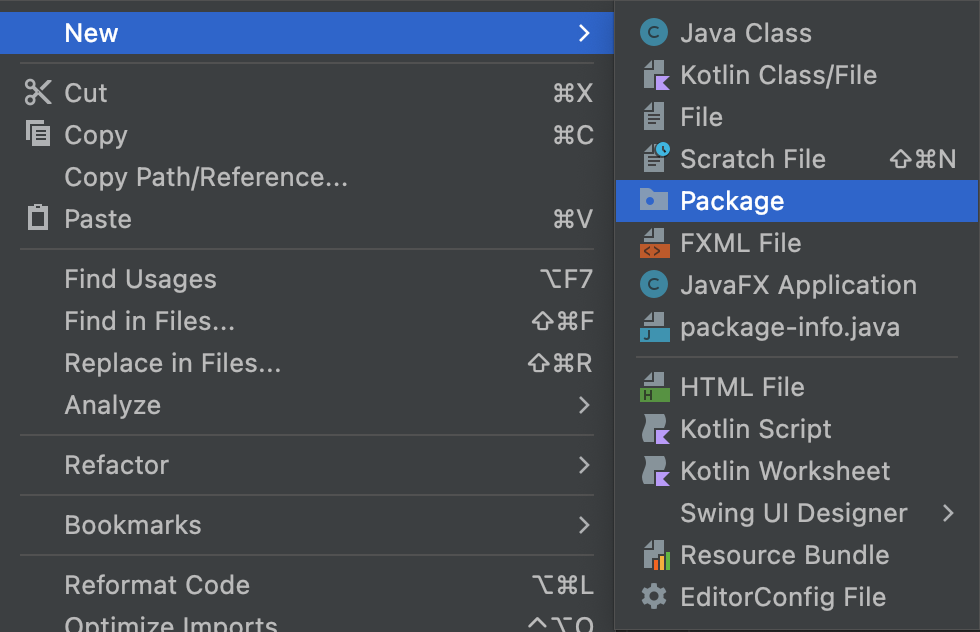 New
Cut ⌘X
Copy ⌘C
Copy Path/Reference...
Paste ⌘V
Find Usages ⌥F7
Find in Files... ⇧⌘F
Replace in Files... ⇧⌘R
Analyze
Refactor
Bookmarks
Reformat Code ⌥⌘L
Optimize Imports ⌃⌥O
Java Class
Kotlin Class/File
File
Scratch File ⇧⌘N
Package
FXML File
JavaFX Application
package-info.java
HTML File
Kotlin Script
Kotlin Worksheet
Swing UI Designer
Resource Bundle
EditorConfig File